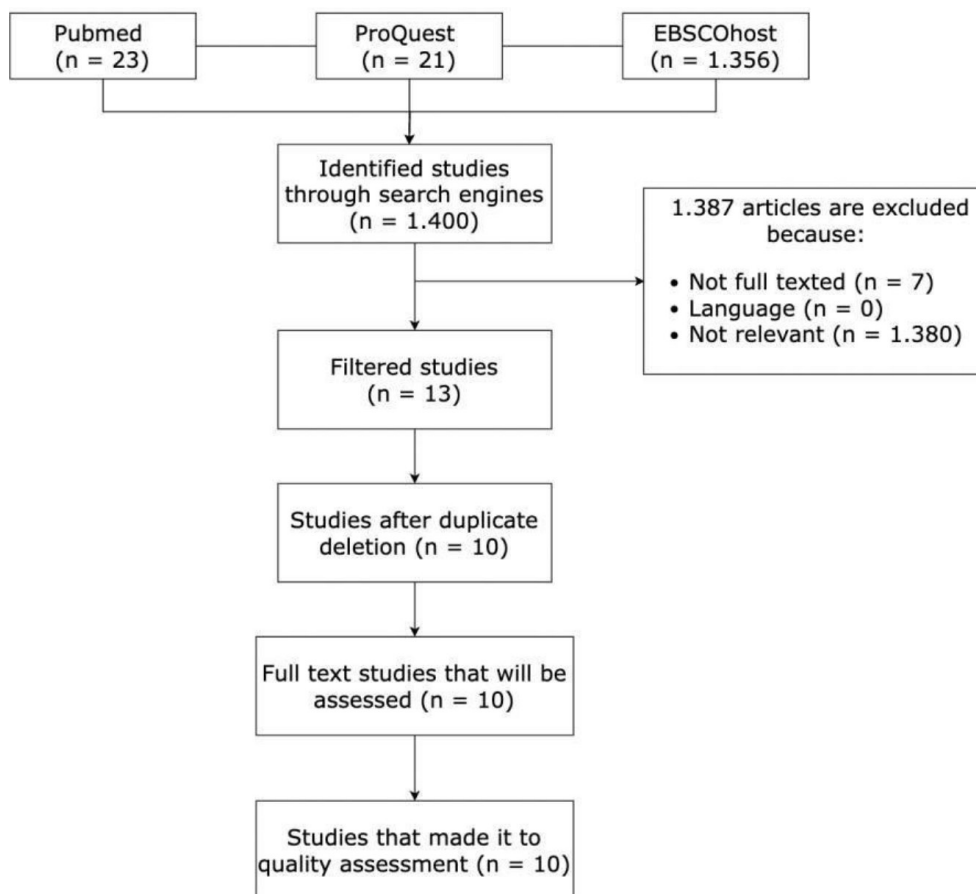 Pubmed
(n = 23)
ProQuest
(n = 21)
EBSCOhost
(n = 1.356)
Identified studies
through search engines
(n = 1.400)
1.387 articles are excluded
because:
• Not full texted (n = 7)
• Language (n = 0)
• Not relevant (n = 1.380)
Filtered studies
(n = 13)
Studies after duplicate
deletion (n = 10)
Full text studies that will be
assessed (n = 10)
Studies that made it to
quality assessment (n = 10)